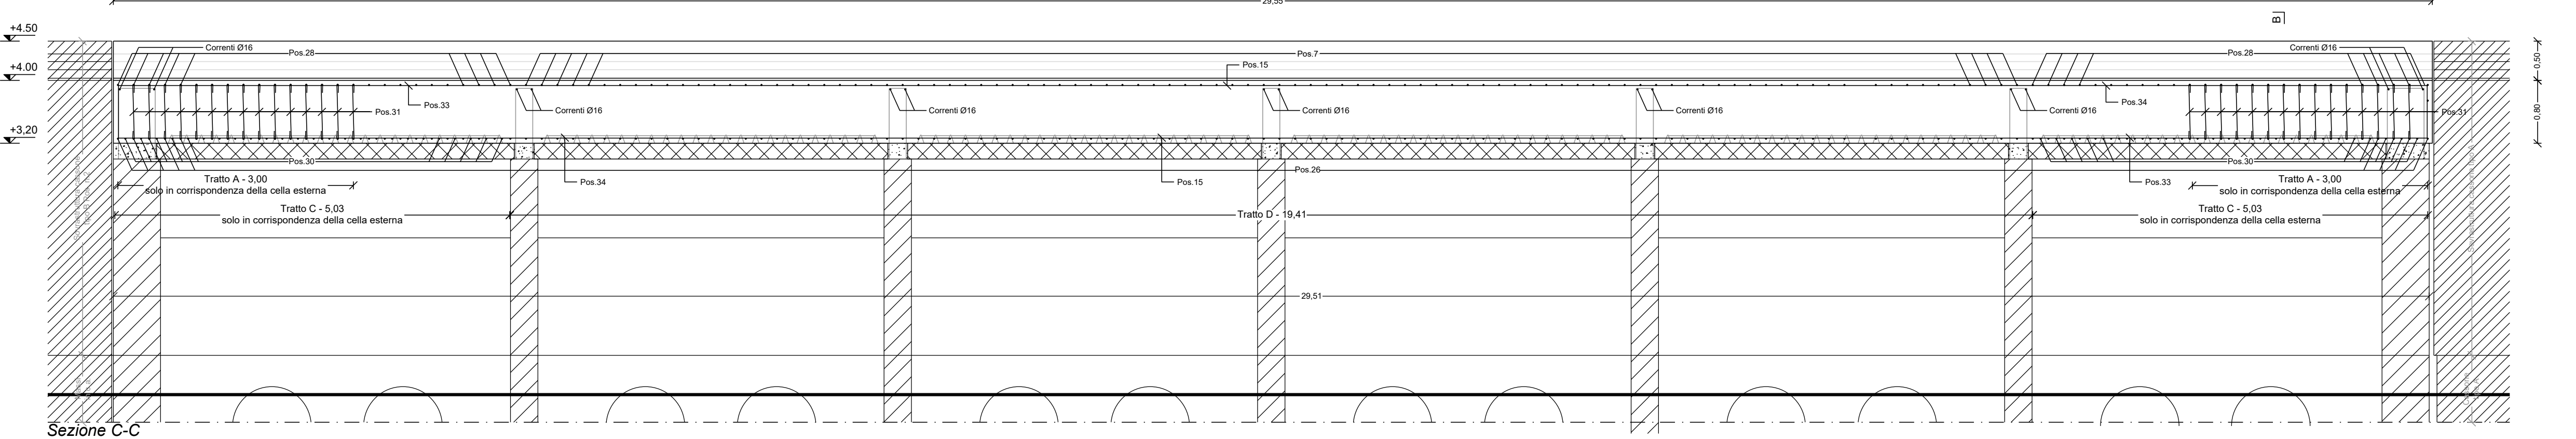 29,55
B
+4.50
+4.00
+3,20
Correnti Ø16
Pos.28
Pos.7
Pos.28
Correnti Ø16
Pos.15
Pos.33
Pos.31
Correnti Ø16
Correnti Ø16
Correnti Ø16
Correnti Ø16
Correnti Ø16
Pos.34
Pos.31
0,50
0,80
Pos.30
Pos.34
Pos.15
Pos.26
Pos.33
Pos.30
Tratto A - 3,00
solo in corrispondenza della cella esterna
Tratto A - 3,00
solo in corrispondenza della cella esterna
Tratto C - 5,03
solo in corrispondenza della cella esterna
Tratto D - 19,41
Tratto C - 5,03
solo in corrispondenza della cella esterna
29,51
Sezione C-C